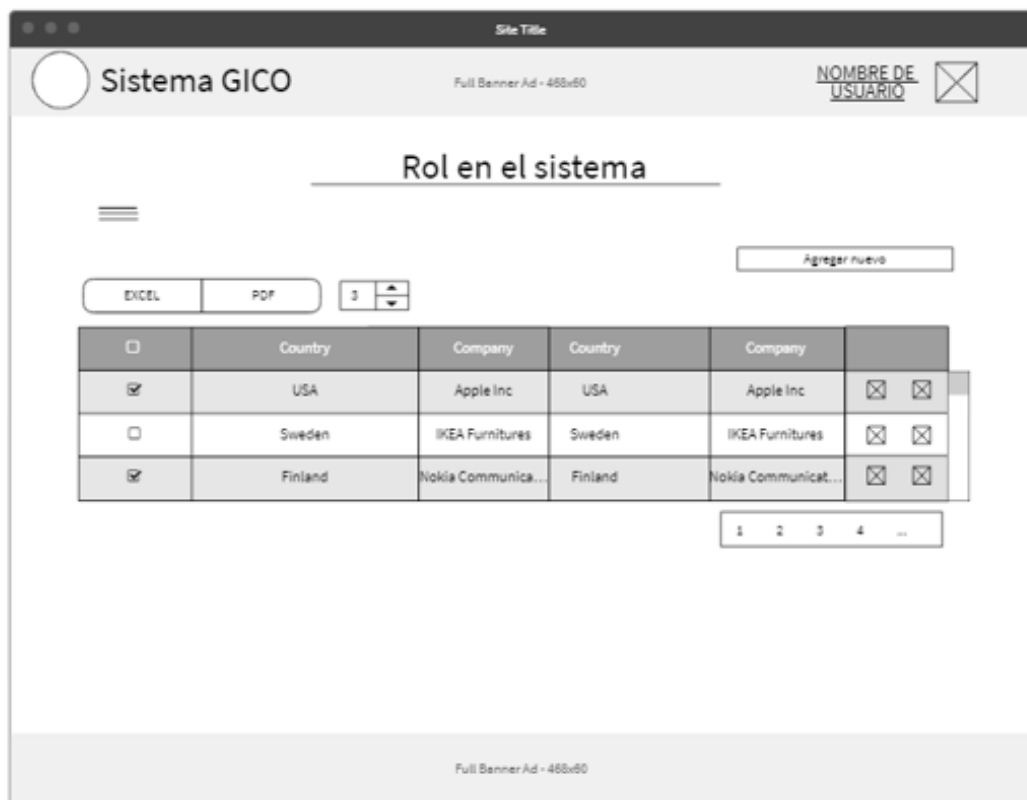 Site Title
Sistema GICO
Full Banner Ad - 468x60
NOMBRE DE
USUARIO
Rol en el sistema
Agregar nuevo
EXCEL PDF 3
Country Company Country Company
USA Apple Inc USA Apple Inc
Sweden IKEA Furnitures Sweden IKEA Furnitures
Finland Nokia Communica... Finland Nokia Communicat...
1 2 3 4 ...
Full Banner Ad - 468x60